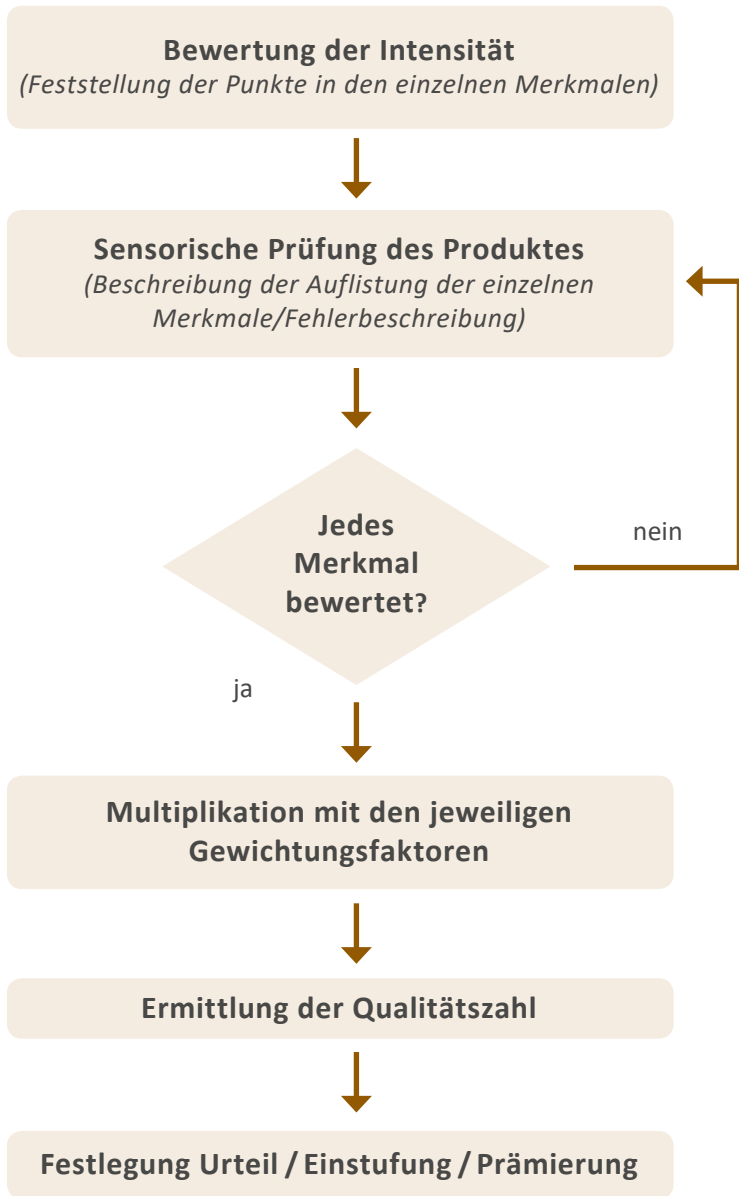 Bewertung der Intensität
(Feststellung der Punkte in den einzelnen Merkmalen)
Sensorische Prüfung des Produktes
(Beschreibung der Auflistung der einzelnen
Merkmale/Fehlerbeschreibung)
Jedes
Merkmal
bewertet?
nein
ja
Multiplikation mit den jeweiligen
Gewichtungsfaktoren
Ermittlung der Qualitätszahl
Festlegung Urteil / Einstufung / Prämierung